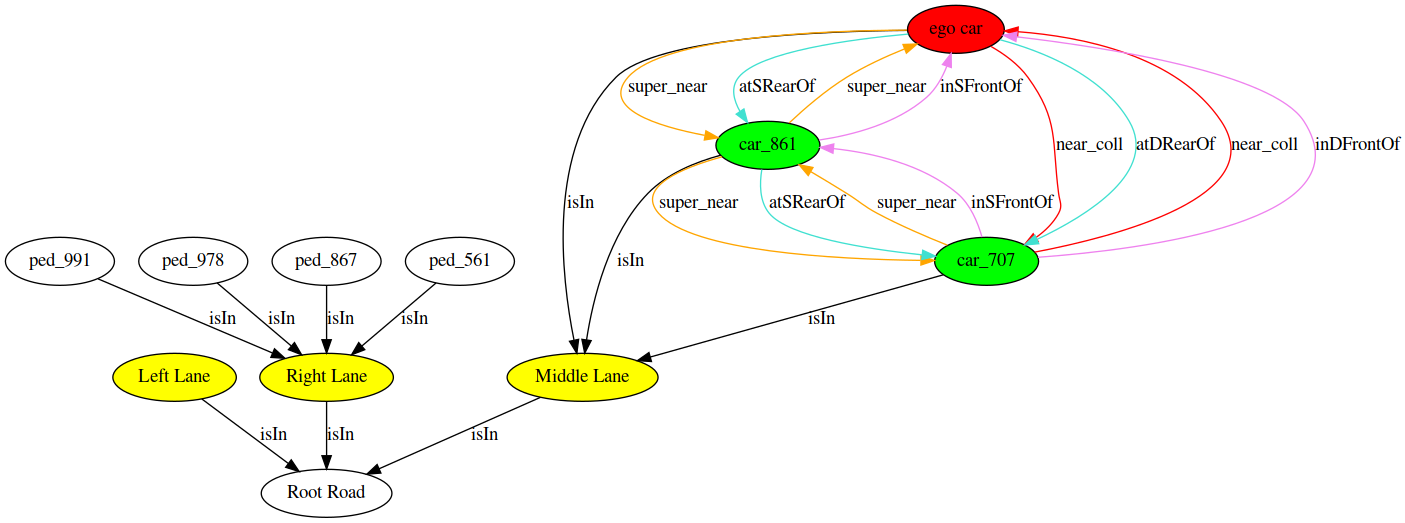 ego car
super_near
atSRearOf
super_near
inSFrontOf
car_861
near_coll
atDRearOf
near_coll
inDFrontOf
isIn
super_near
atSRearOf
super_near
inSFrontOf
isIn
ped_991
ped_978
ped_867
ped_561
car_707
isIn
isIn
isIn
isIn
isIn
Left Lane
Right Lane
Middle Lane
isIn
isIn
isIn
Root Road